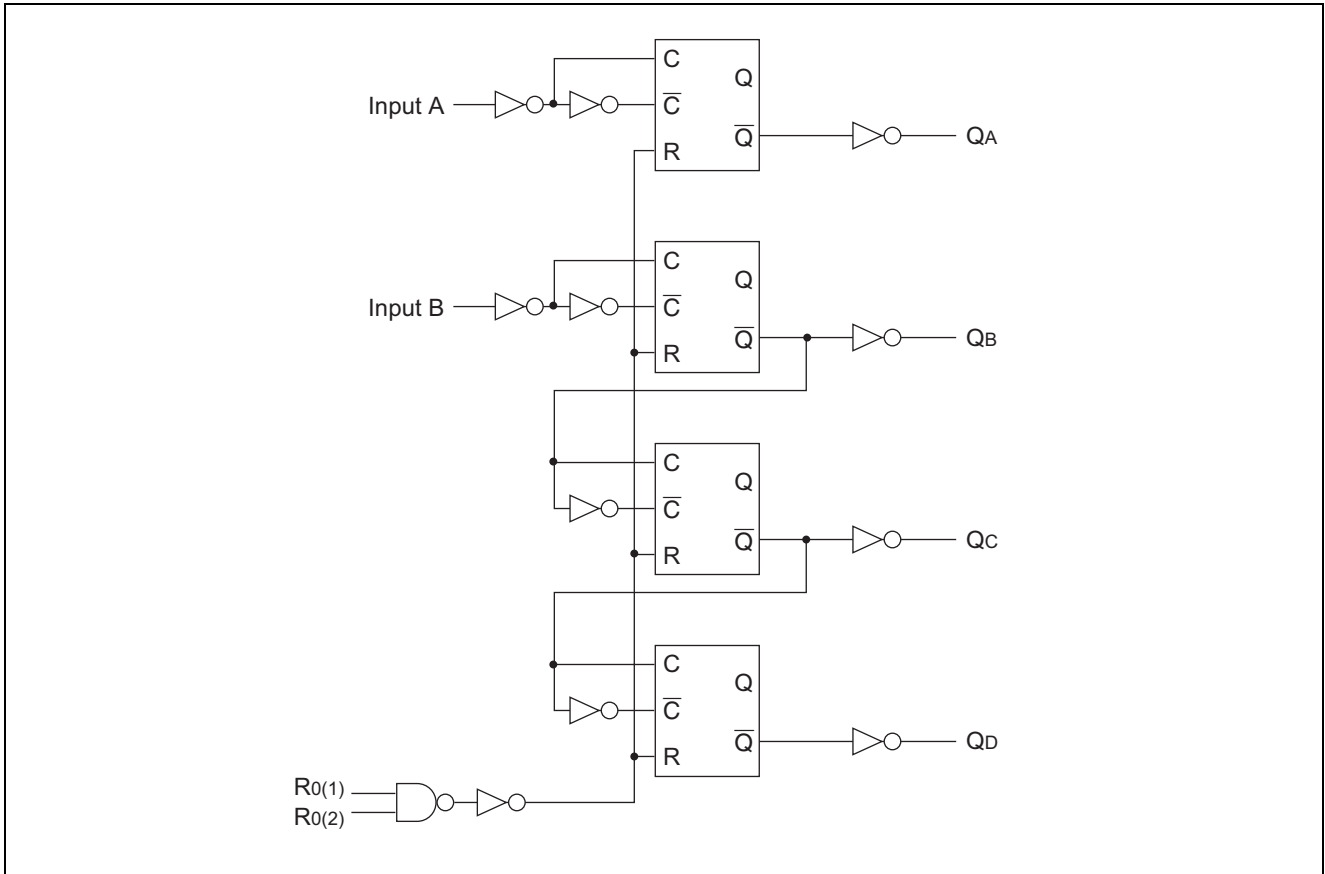 C
Q
Input A
C̅
Q̅
QA
R
C
Q
Input B
C̅
Q̅
QB
R
C
Q
C̅
Q̅
QC
R
C
Q
C̅
Q̅
QD
R
R0(1)
R0(2)